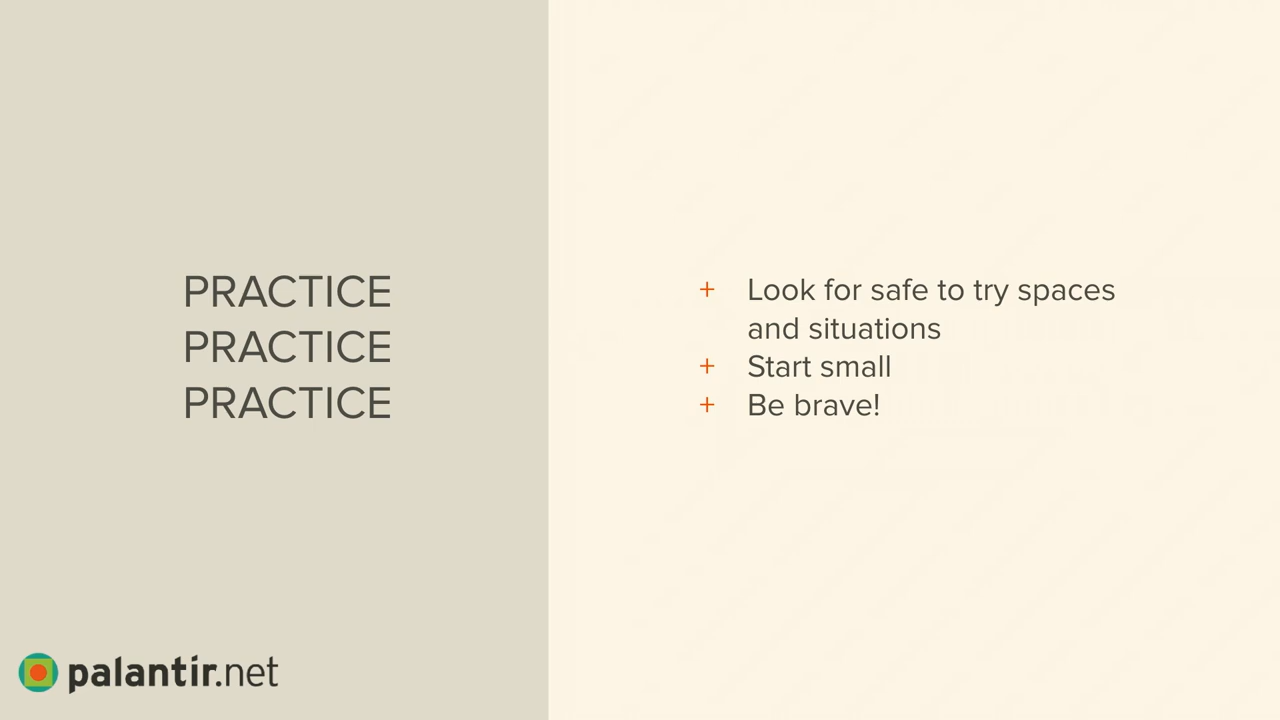 PRACTICE
PRACTICE
PRACTICE
+ Look for safe to try spaces
and situations
+ Start small
+ Be brave!
palantir.net